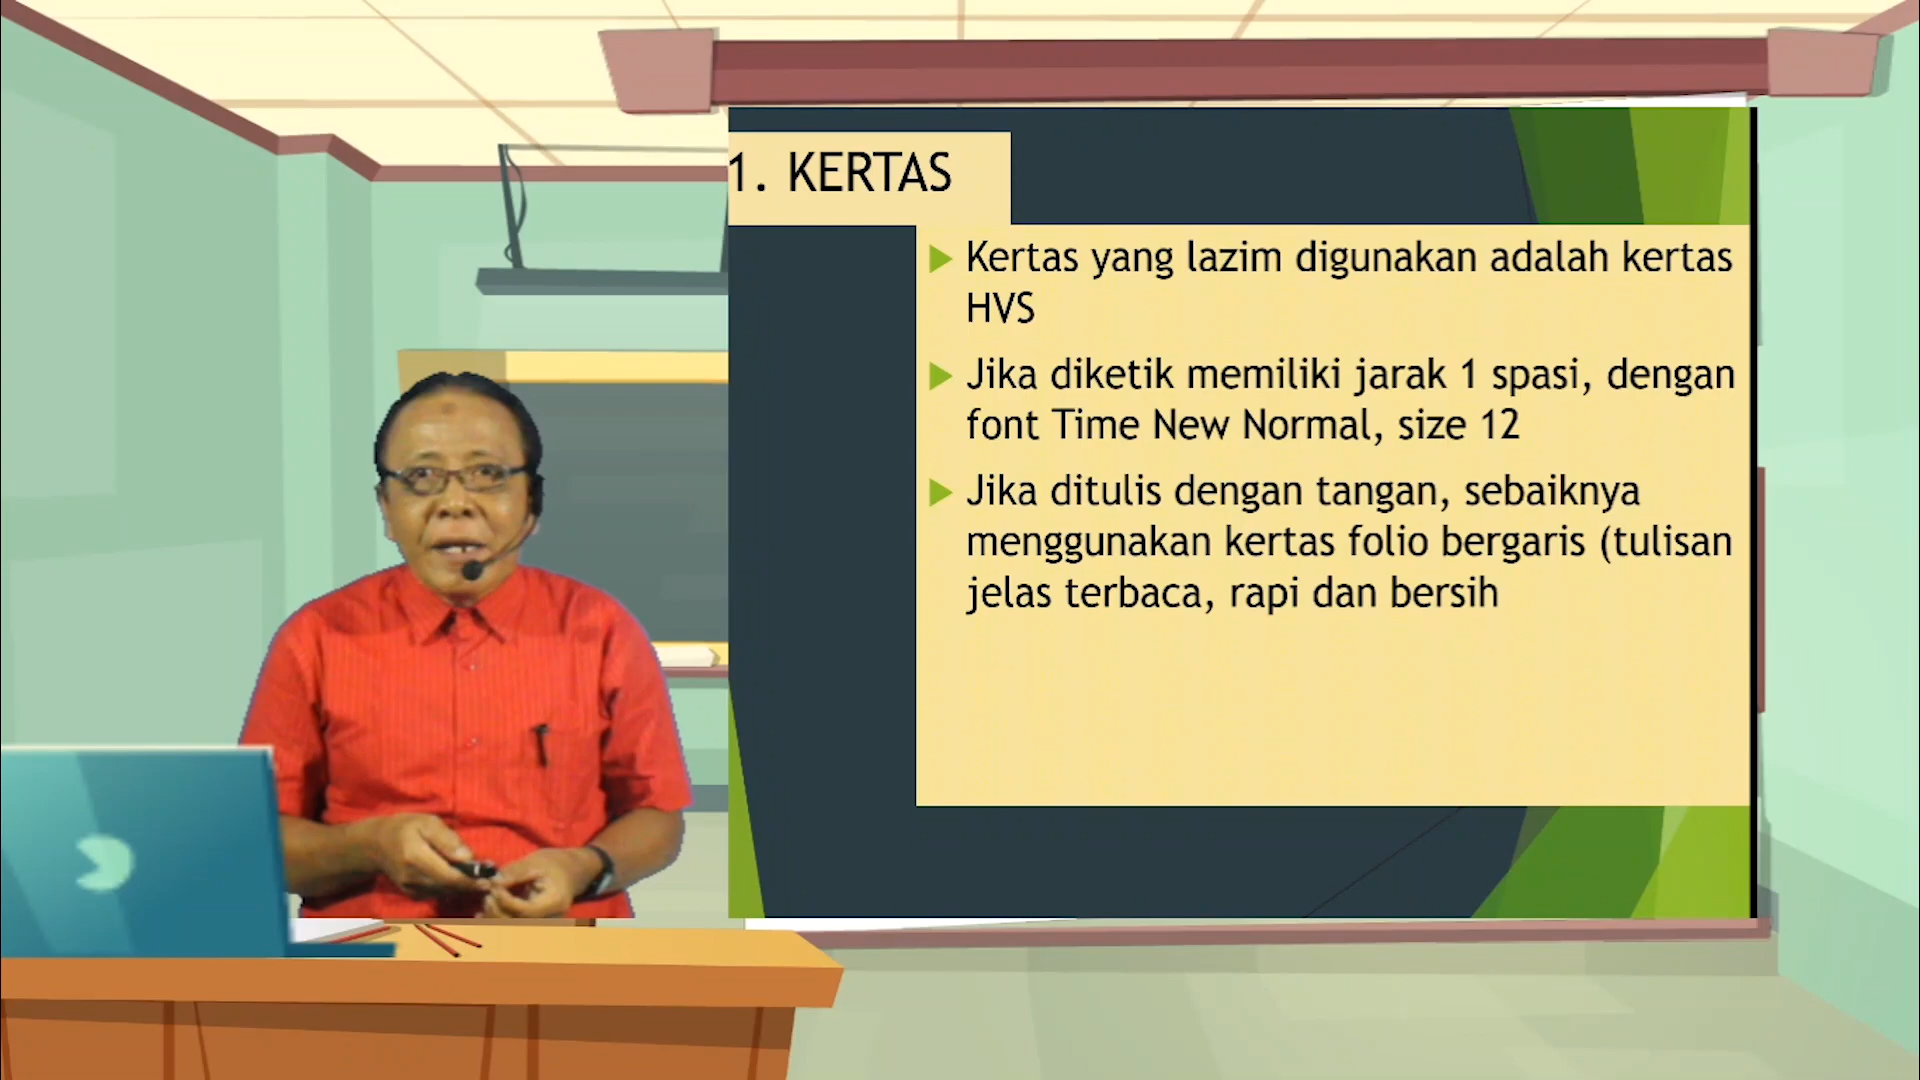 1. KERTAS
Kertas yang lazim digunakan adalah kertas
HVS
Jika diketik memiliki jarak 1 spasi, dengan
font Time New Normal, size 12
Jika ditulis dengan tangan, sebaiknya
menggunakan kertas folio bergaris (tulisan
jelas terbaca, rapi dan bersih